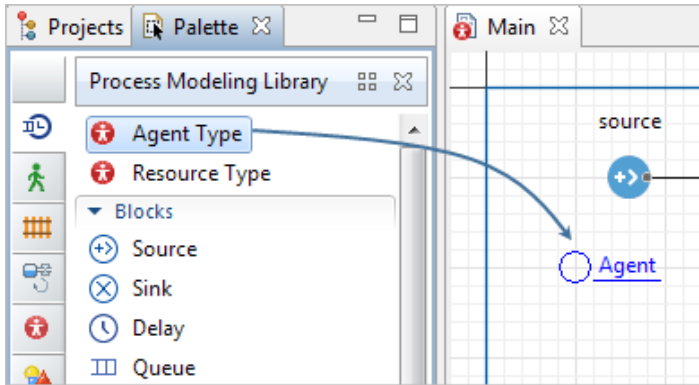 Projects
Palette
Main
Process Modeling Library
Agent Type
Resource Type
Blocks
Source
Sink
Delay
Queue
source
Agent